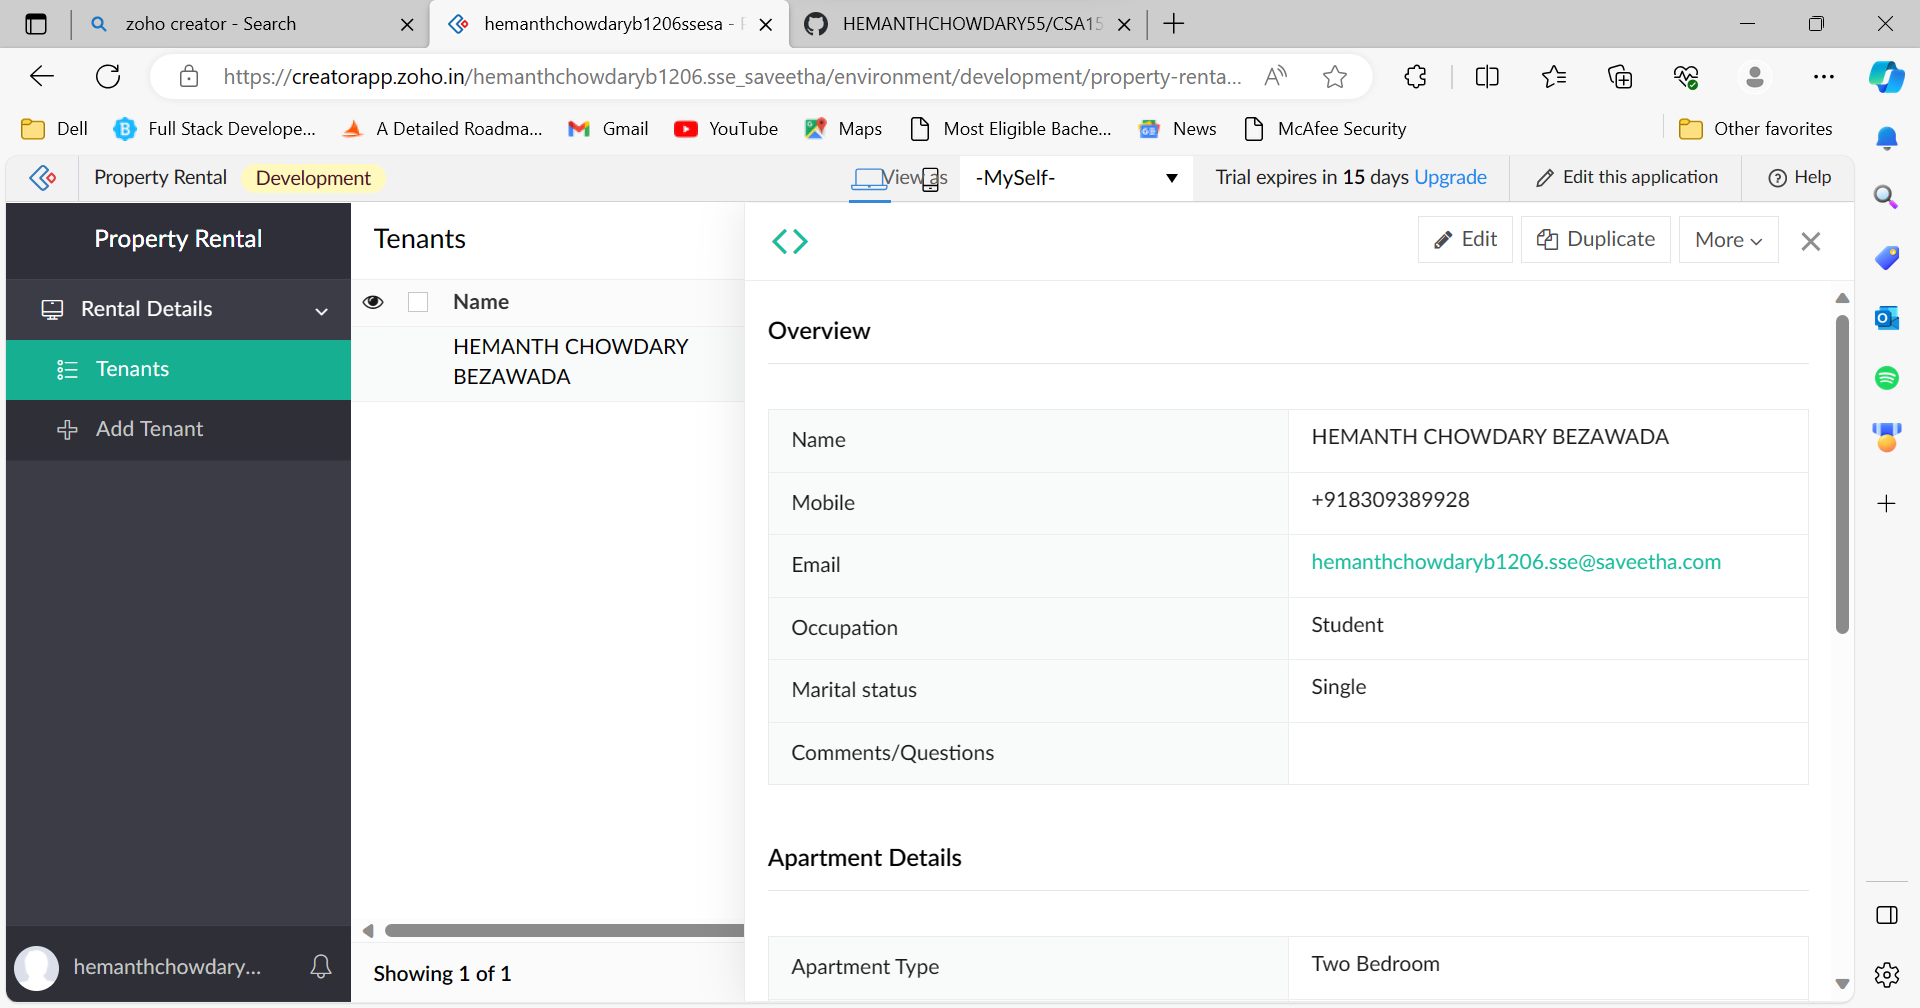 zoho creator - Search
hemanthchowdaryb1206ssesa -
HEMANTHCHOWDARY55/CSA15
https://creatorapp.zoho.in/hemanthchowdaryb1206.sse_saveetha/environment/development/property-renta...
Dell
Full Stack Develope...
A Detailed Roadma...
Gmail
YouTube
Maps
Most Eligible Bache...
News
McAfee Security
Other favorites
Property Rental
Development
View as
-MySelf-
Trial expires in 15 days Upgrade
Edit this application
Help
Property Rental
Rental Details
Tenants
Add Tenant
hemanthchowdary...
Tenants
Name
HEMANTH CHOWDARY
BEZAWADA
Showing 1 of 1
Edit
Duplicate
More
Overview
Name
HEMANTH CHOWDARY BEZAWADA
Mobile
+918309389928
Email
hemanthchowdaryb1206.sse@saveetha.com
Occupation
Student
Marital status
Single
Comments/Questions
Apartment Details
Apartment Type
Two Bedroom